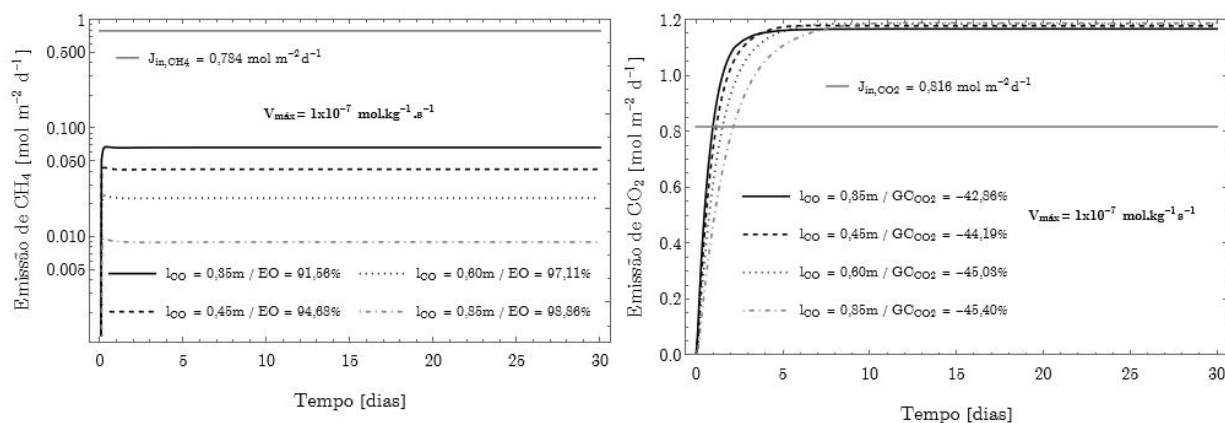 Emissão de CH₄ [mol m⁻² d⁻¹]
1
0.500
0.100
0.060
0.010
0.005
J_in,CH₄ = 0,784 mol m⁻² d⁻¹
V_máx = 1x10⁻⁷ mol.kg⁻¹.s⁻¹
l_CO = 0,35m / EO = 91,56%
l_CO = 0,60m / EO = 97,11%
l_CO = 0,45m / EO = 94,63%
l_CO = 0,85m / EO = 98,86%
0 5 10 15 20 25 30
Tempo [dias]
Emissão de CO₂ [mol m⁻² d⁻¹]
1.2
1.0
0.8
0.6
0.4
0.2
0.0
J_in,CO2 = 0,816 mol m⁻² d⁻¹
l_CO = 0,35m / GC_CO2 = −42,86%
V_máx = 1x10⁻⁷ mol.kg⁻¹s⁻¹
l_CO = 0,45m / GC_CO2 = −44,19%
l_CO = 0,60m / GC_CO2 = −45,03%
l_CO = 0,85m / GC_CO2 = −45,40%
0 5 10 15 20 25 30
Tempo [dias]